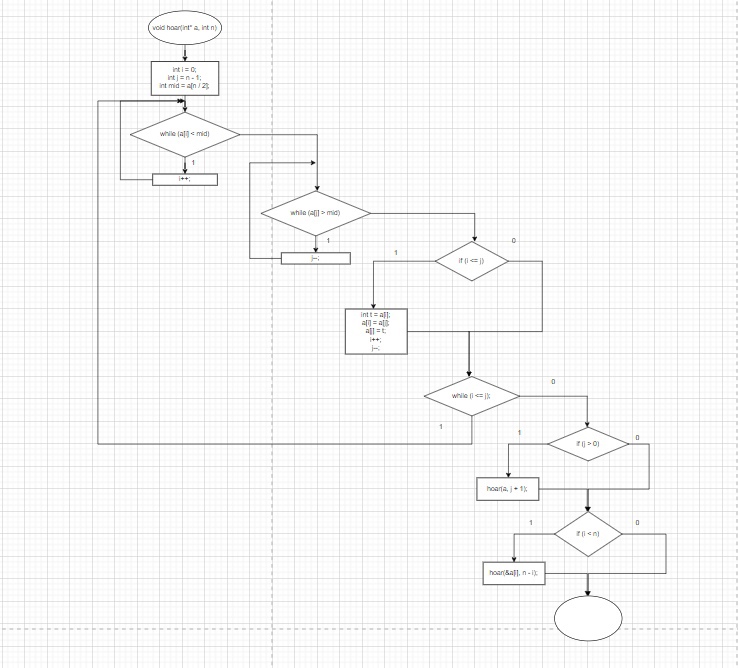 void hoar(int* a, int n)
int i = 0;
int j = n - 1;
int mid = a[n / 2];
while (a[i] < mid)
1
i++;
while (a[j] > mid)
1
j--;
0
if (i <= j)
1
int t = a[i];
a[i] = a[j];
a[j] = t;
i++;
j--;
0
while (i <= j);
1
0
if (j > 0)
1
hoar(a, j + 1);
1
0
if (i < n)
hoar(&a[i], n - i);